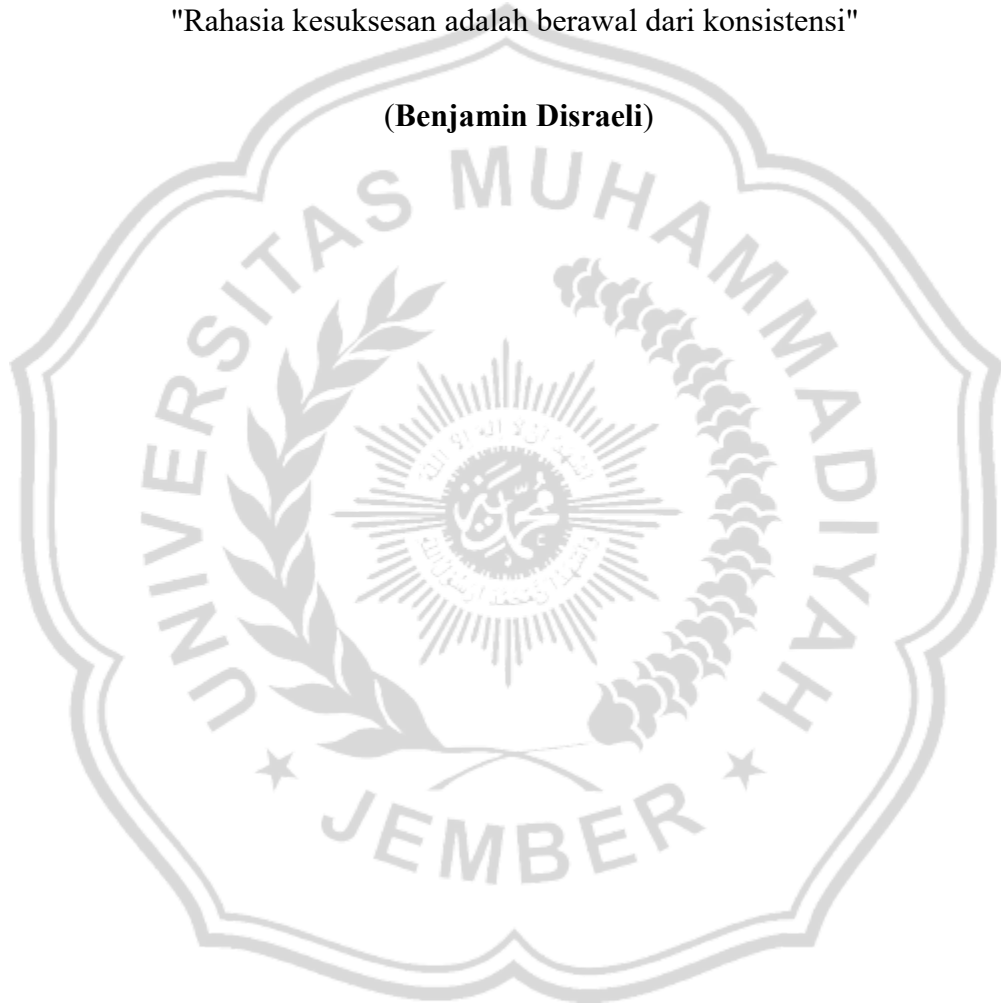 "Rahasia kesuksesan adalah berawal dari konsistensi"
(Benjamin Disraeli)
UNIVERSITAS MUHAMMADIYAH
JEMBER